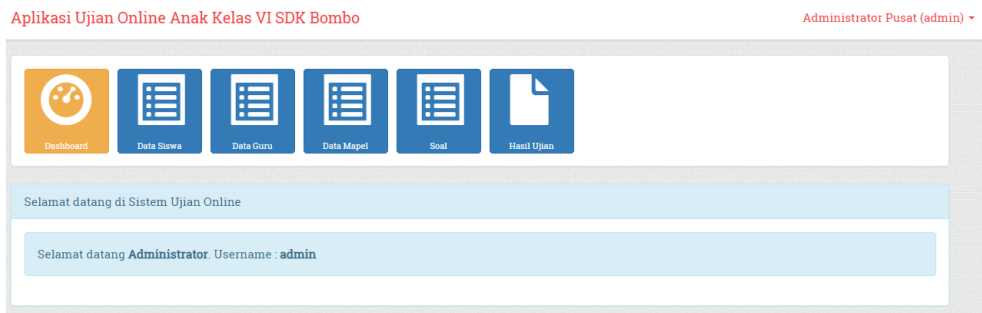 Aplikasi Ujian Online Anak Kelas VI SDK Bombo
Administrator Pusat (admin)
Dashboard
Data Siswa
Data Guru
Data Mapel
Soal
Hasil Ujian
Selamat datang di Sistem Ujian Online
Selamat datang Administrator. Username : admin